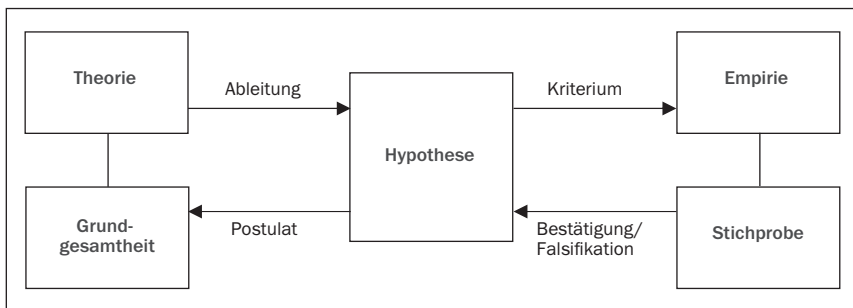 Theorie
Ableitung
Hypothese
Kriterium
Empirie
Grund-
gesamtheit
Postulat
Bestätigung/
Falsifikation
Stichprobe